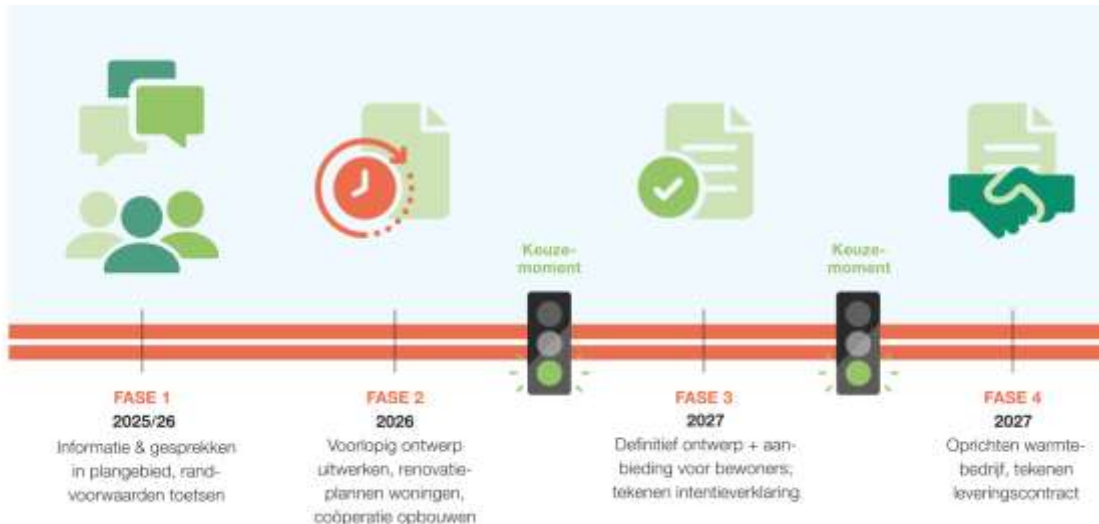 Keuze-
moment
Keuze-
moment
FASE 1
2025/26
Informatie & gesprekken
in plangebied, rand-
voorwaarden toetsen
FASE 2
2026
Voorlopig ontwerp
uitwerken, renovatie-
plannen woningen,
coöperatie opbouwen
FASE 3
2027
Definitief ontwerp + aan-
bieding voor bewoners;
tekenen intentieverklaring
FASE 4
2027
Oprichten warmte-
bedrijf, tekenen
leveringscontract